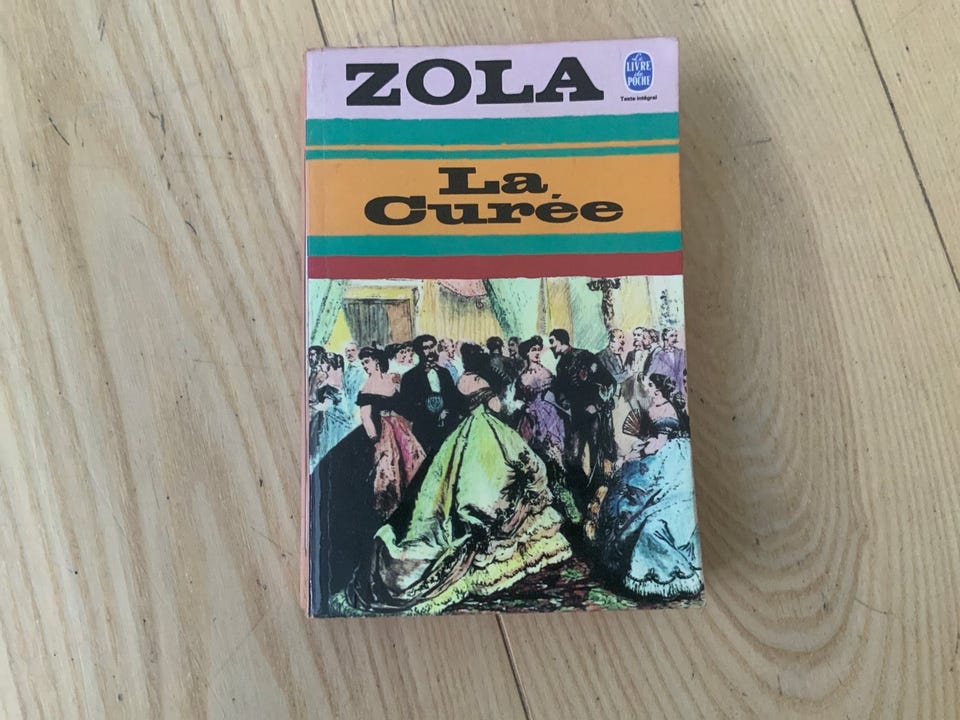 ZOLA
Le
LIVRE
de
POCHE
Texte intégral
La
Curée